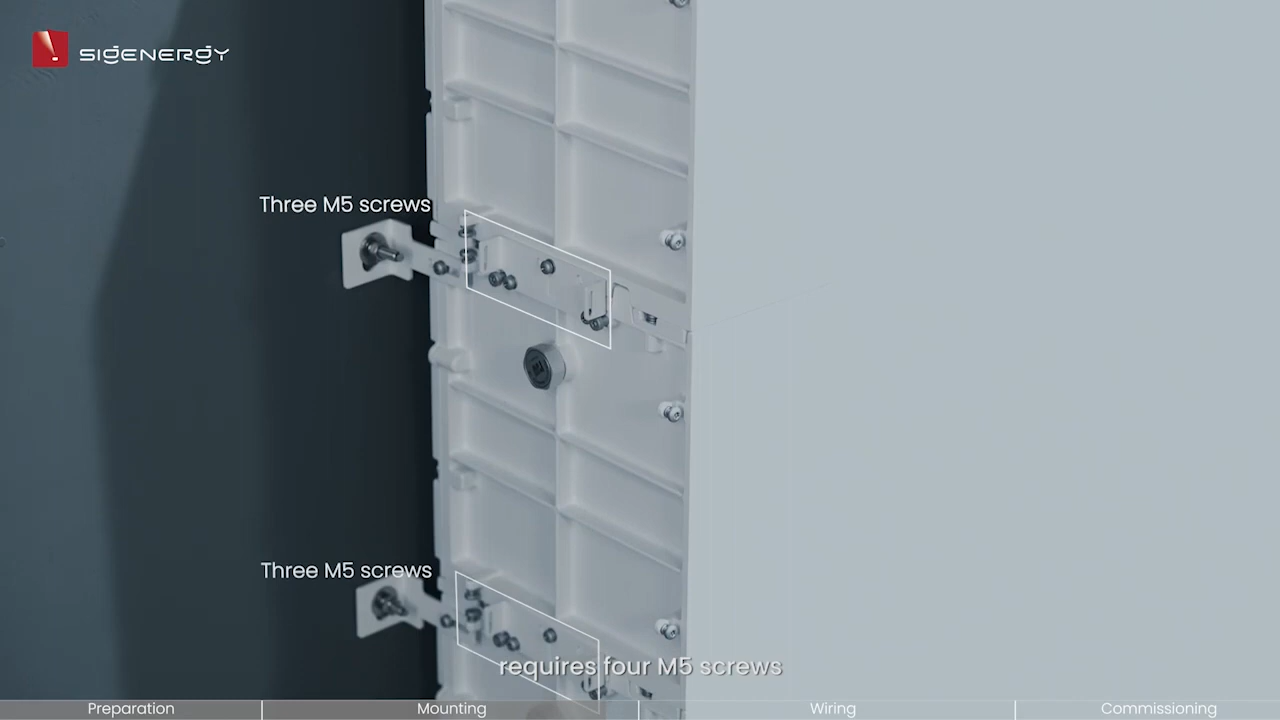 SIGENERGY
Three M5 screws
Three M5 screws
requires four M5 screws
Preparation
Mounting
Wiring
Commissioning